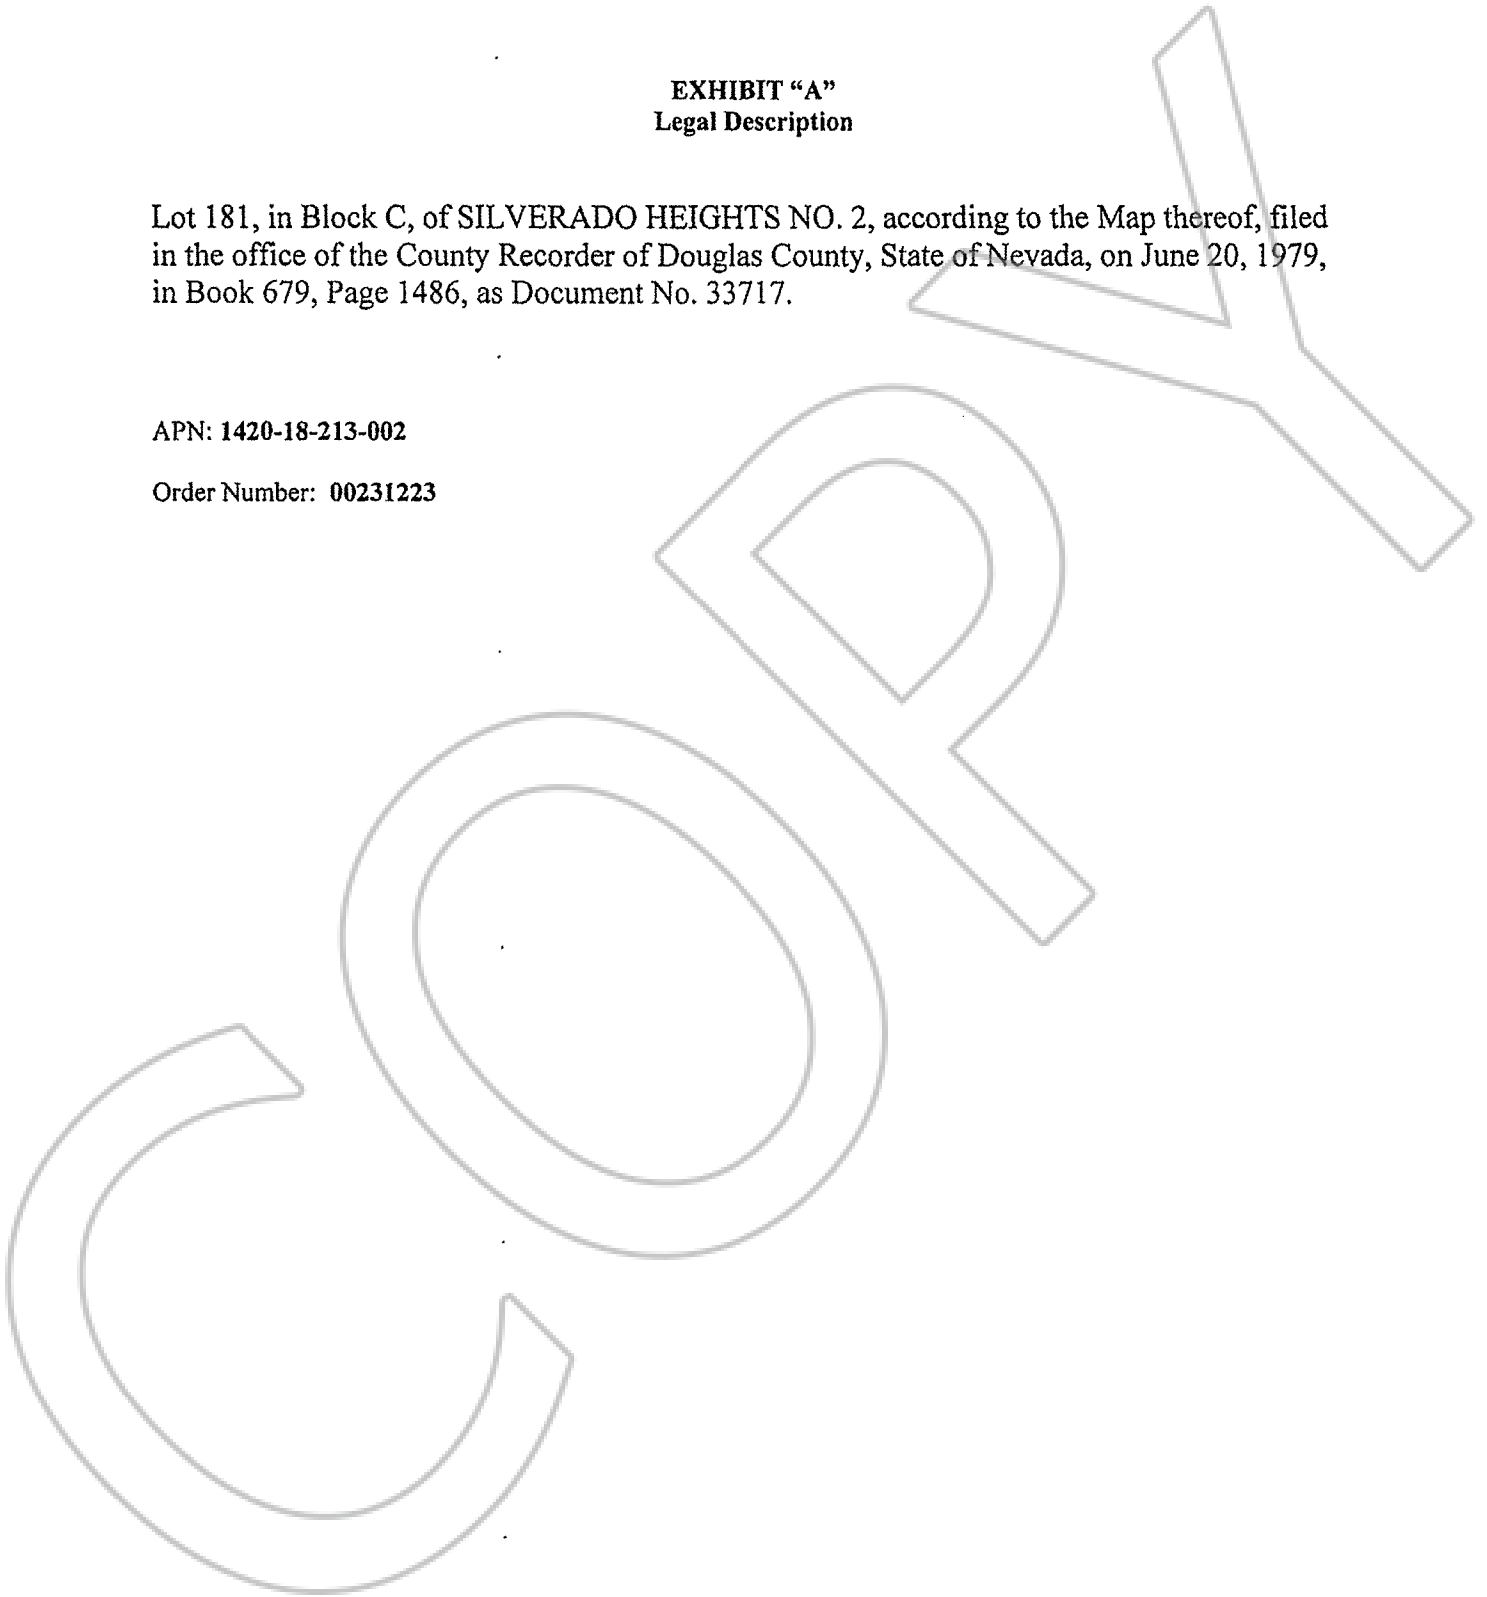 EXHIBIT “A”
Legal Description
Lot 181, in Block C, of SILVERADO HEIGHTS NO. 2, according to the Map thereof, filed
in the office of the County Recorder of Douglas County, State of Nevada, on June 20, 1979,
in Book 679, Page 1486, as Document No. 33717.
APN: 1420-18-213-002
Order Number: 00231223
COPY